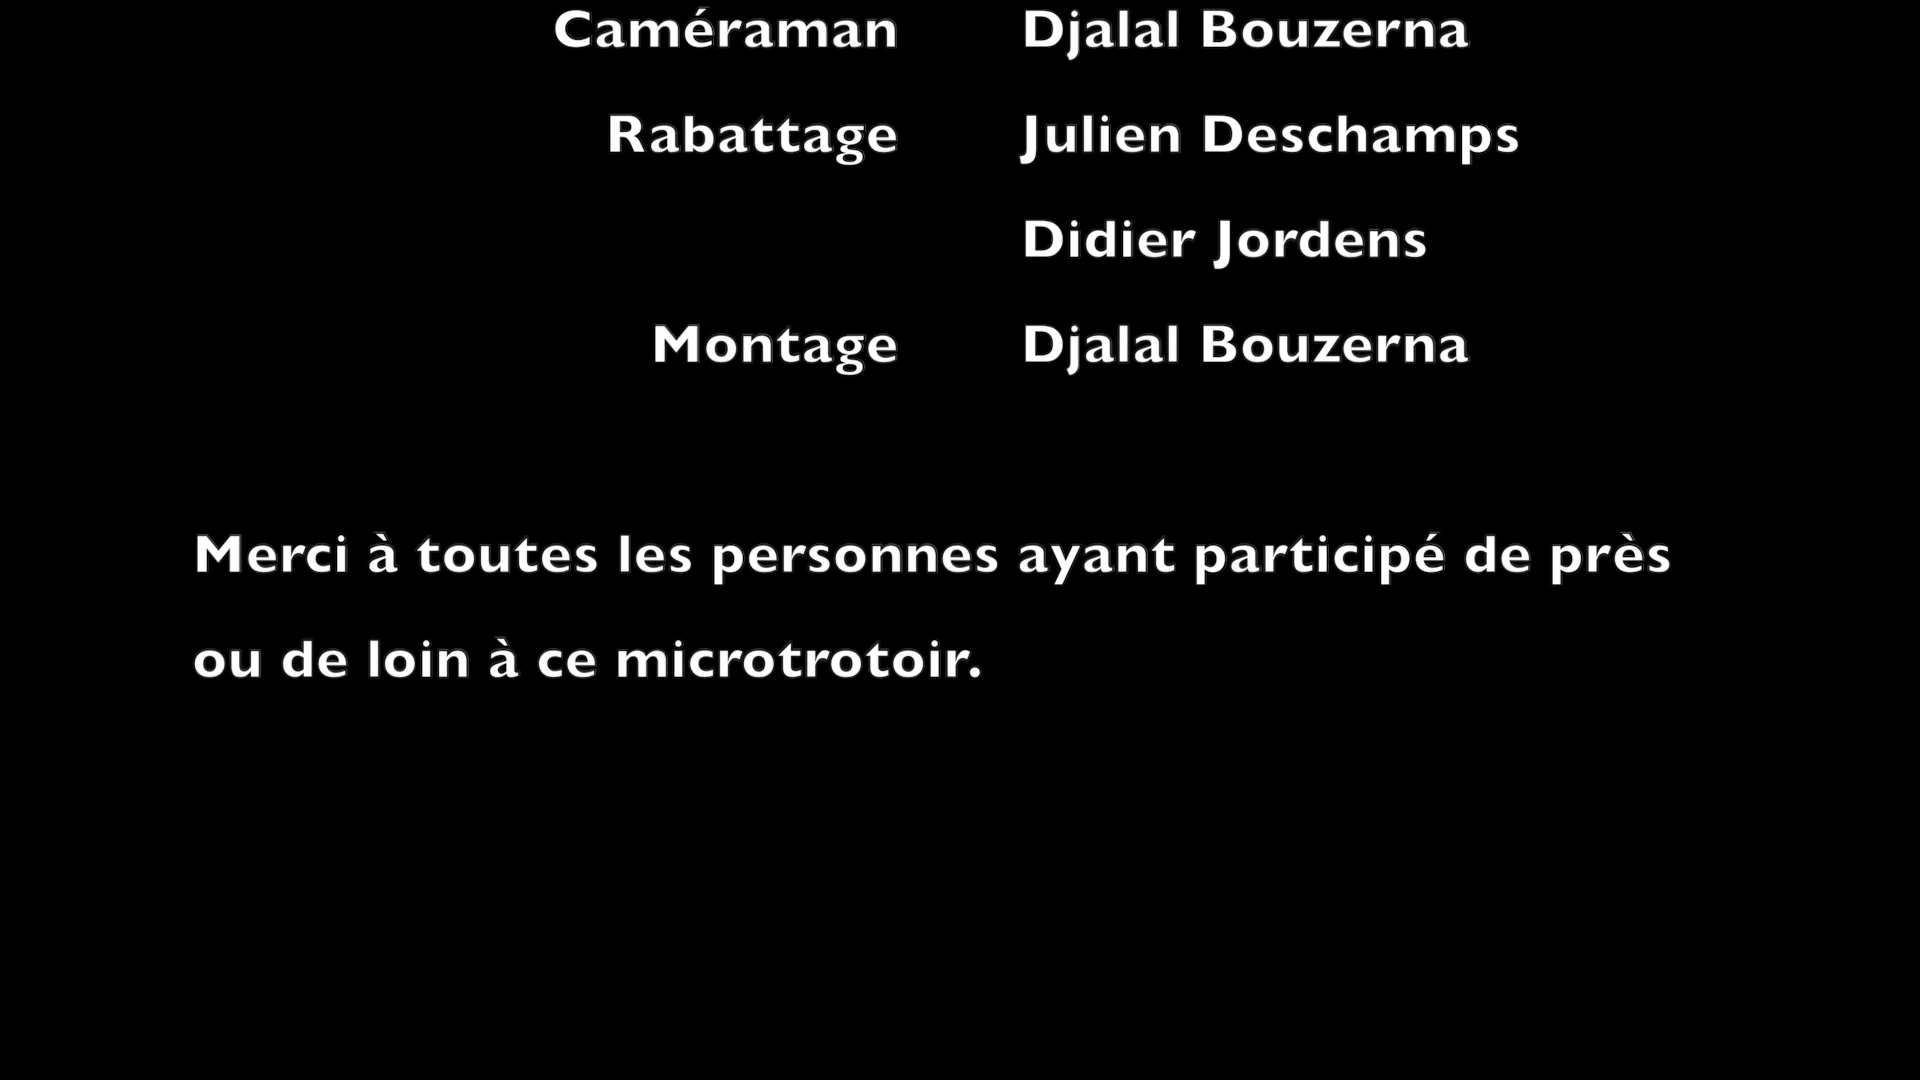 Caméraman Djalal Bouzerna
Rabattage Julien Deschamps
Didier Jordens
Montage Djalal Bouzerna
Merci à toutes les personnes ayant participé de près
ou de loin à ce microtrotoir.